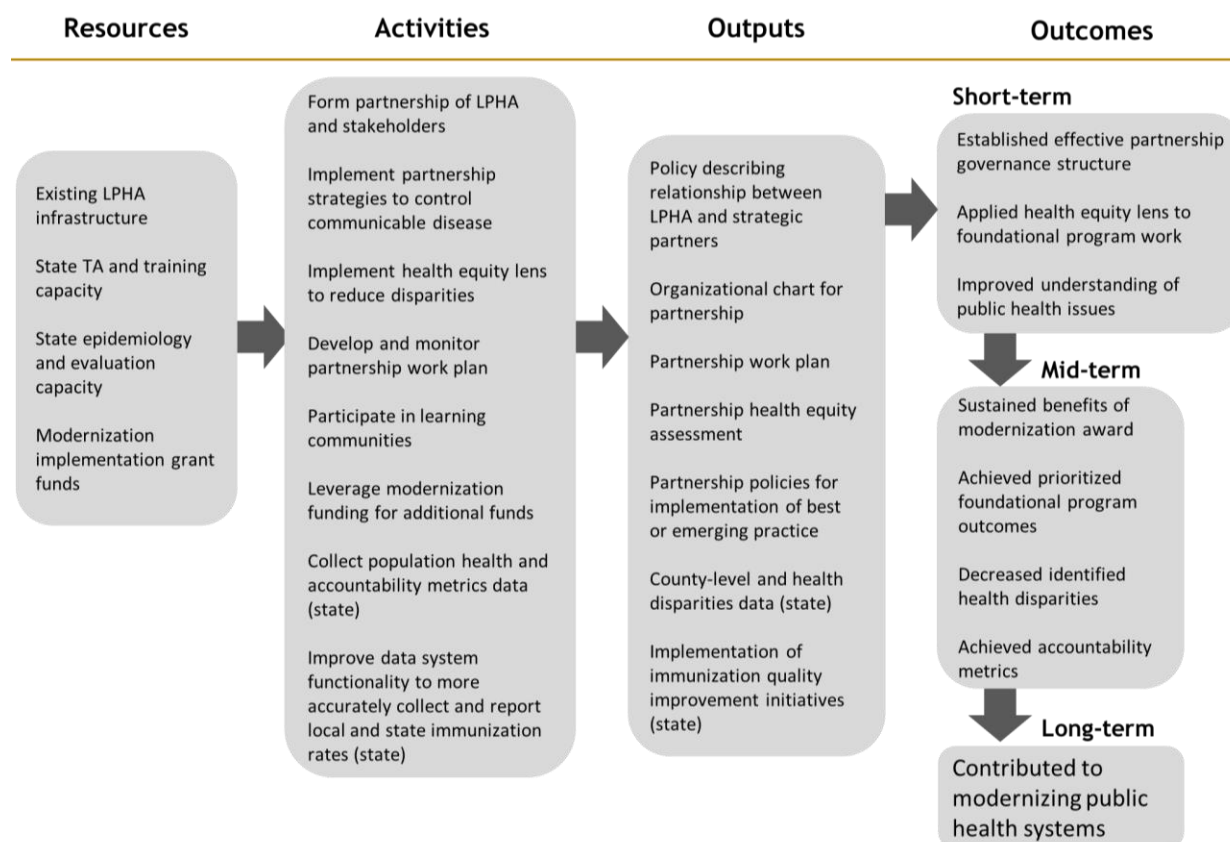 Resources
Activities
Outputs
Outcomes
Existing LPHA
infrastructure
State TA and training
capacity
State epidemiology
and evaluation
capacity
Modernization
implementation grant
funds
Form partnership of LPHA
and stakeholders
Implement partnership
strategies to control
communicable disease
Implement health equity lens
to reduce disparities
Develop and monitor
partnership work plan
Participate in learning
communities
Leverage modernization
funding for additional funds
Collect population health and
accountability metrics data
(state)
Improve data system
functionality to more
accurately collect and report
local and state immunization
rates (state)
Policy describing
relationship between
LPHA and strategic
partners
Organizational chart for
partnership
Partnership work plan
Partnership health equity
assessment
Partnership policies for
implementation of best
or emerging practice
County-level and health
disparities data (state)
Implementation of
immunization quality
improvement initiatives
(state)
Short-term
Established effective partnership
governance structure
Applied health equity lens to
foundational program work
Improved understanding of
public health issues
Mid-term
Sustained benefits of
modernization award
Achieved prioritized
foundational program
outcomes
Decreased identified
health disparities
Achieved accountability
metrics
Long-term
Contributed to
modernizing public
health systems